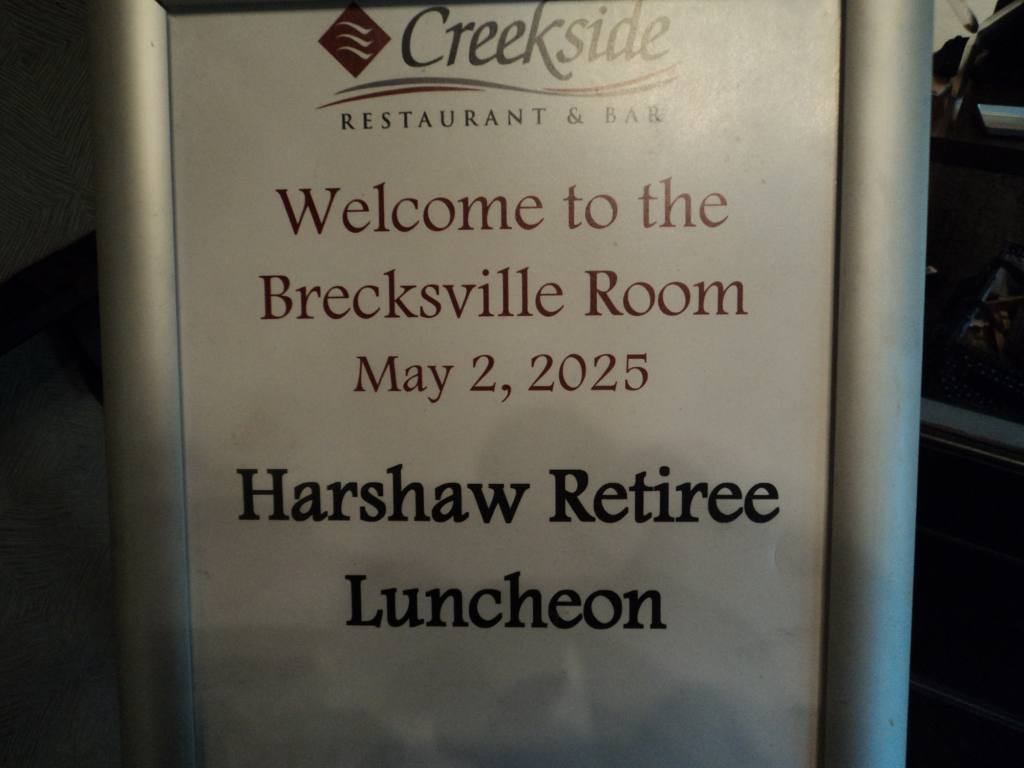 Creekside
RESTAURANT & BAR
Welcome to the
Brecksville Room
May 2, 2025
Harshaw Retiree
Luncheon